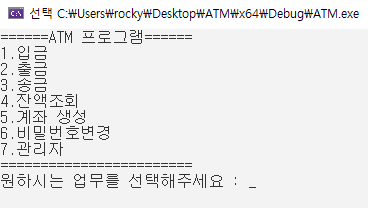 선택 C:₩Users₩rocky₩Desktop₩ATM₩x64₩Debug₩ATM.exe
======ATM 프로그램======
1.입금
2.출금
3.송금
4.잔액조회
5.계좌 생성
6.비밀번호변경
7.관리자
========================
원하시는 업무를 선택해주세요 : _